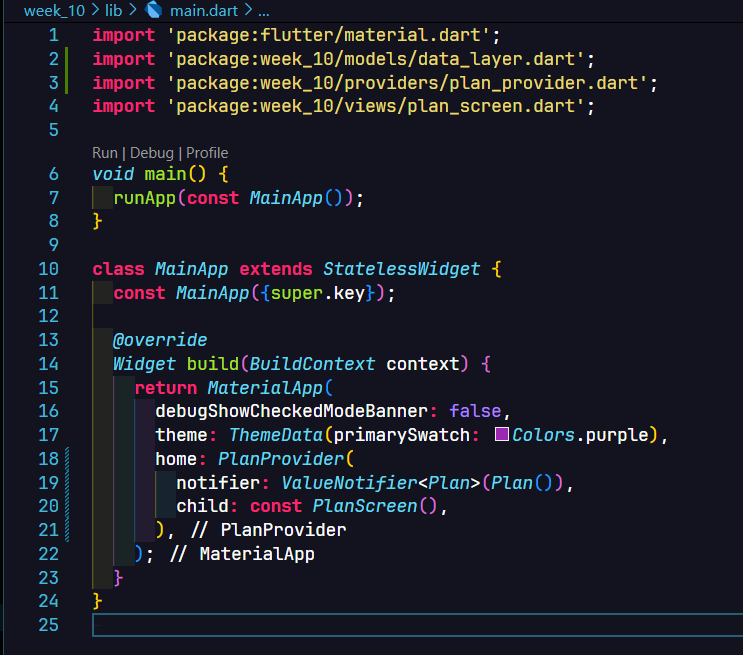 week_10 > lib > main.dart > ...
1 import 'package:flutter/material.dart';
2 import 'package:week_10/models/data_layer.dart';
3 import 'package:week_10/providers/plan_provider.dart';
4 import 'package:week_10/views/plan_screen.dart';
5
Run | Debug | Profile
6 void main() {
7   runApp(const MainApp());
8 }
9
10 class MainApp extends StatelessWidget {
11   const MainApp({super.key});
12
13   @override
14   Widget build(BuildContext context) {
15     return MaterialApp(
16       debugShowCheckedModeBanner: false,
17       theme: ThemeData(primarySwatch: Colors.purple),
18       home: PlanProvider(
19         notifier: ValueNotifier<Plan>(Plan()),
20         child: const PlanScreen(),
21       ), // PlanProvider
22     ); // MaterialApp
23   }
24 }
25